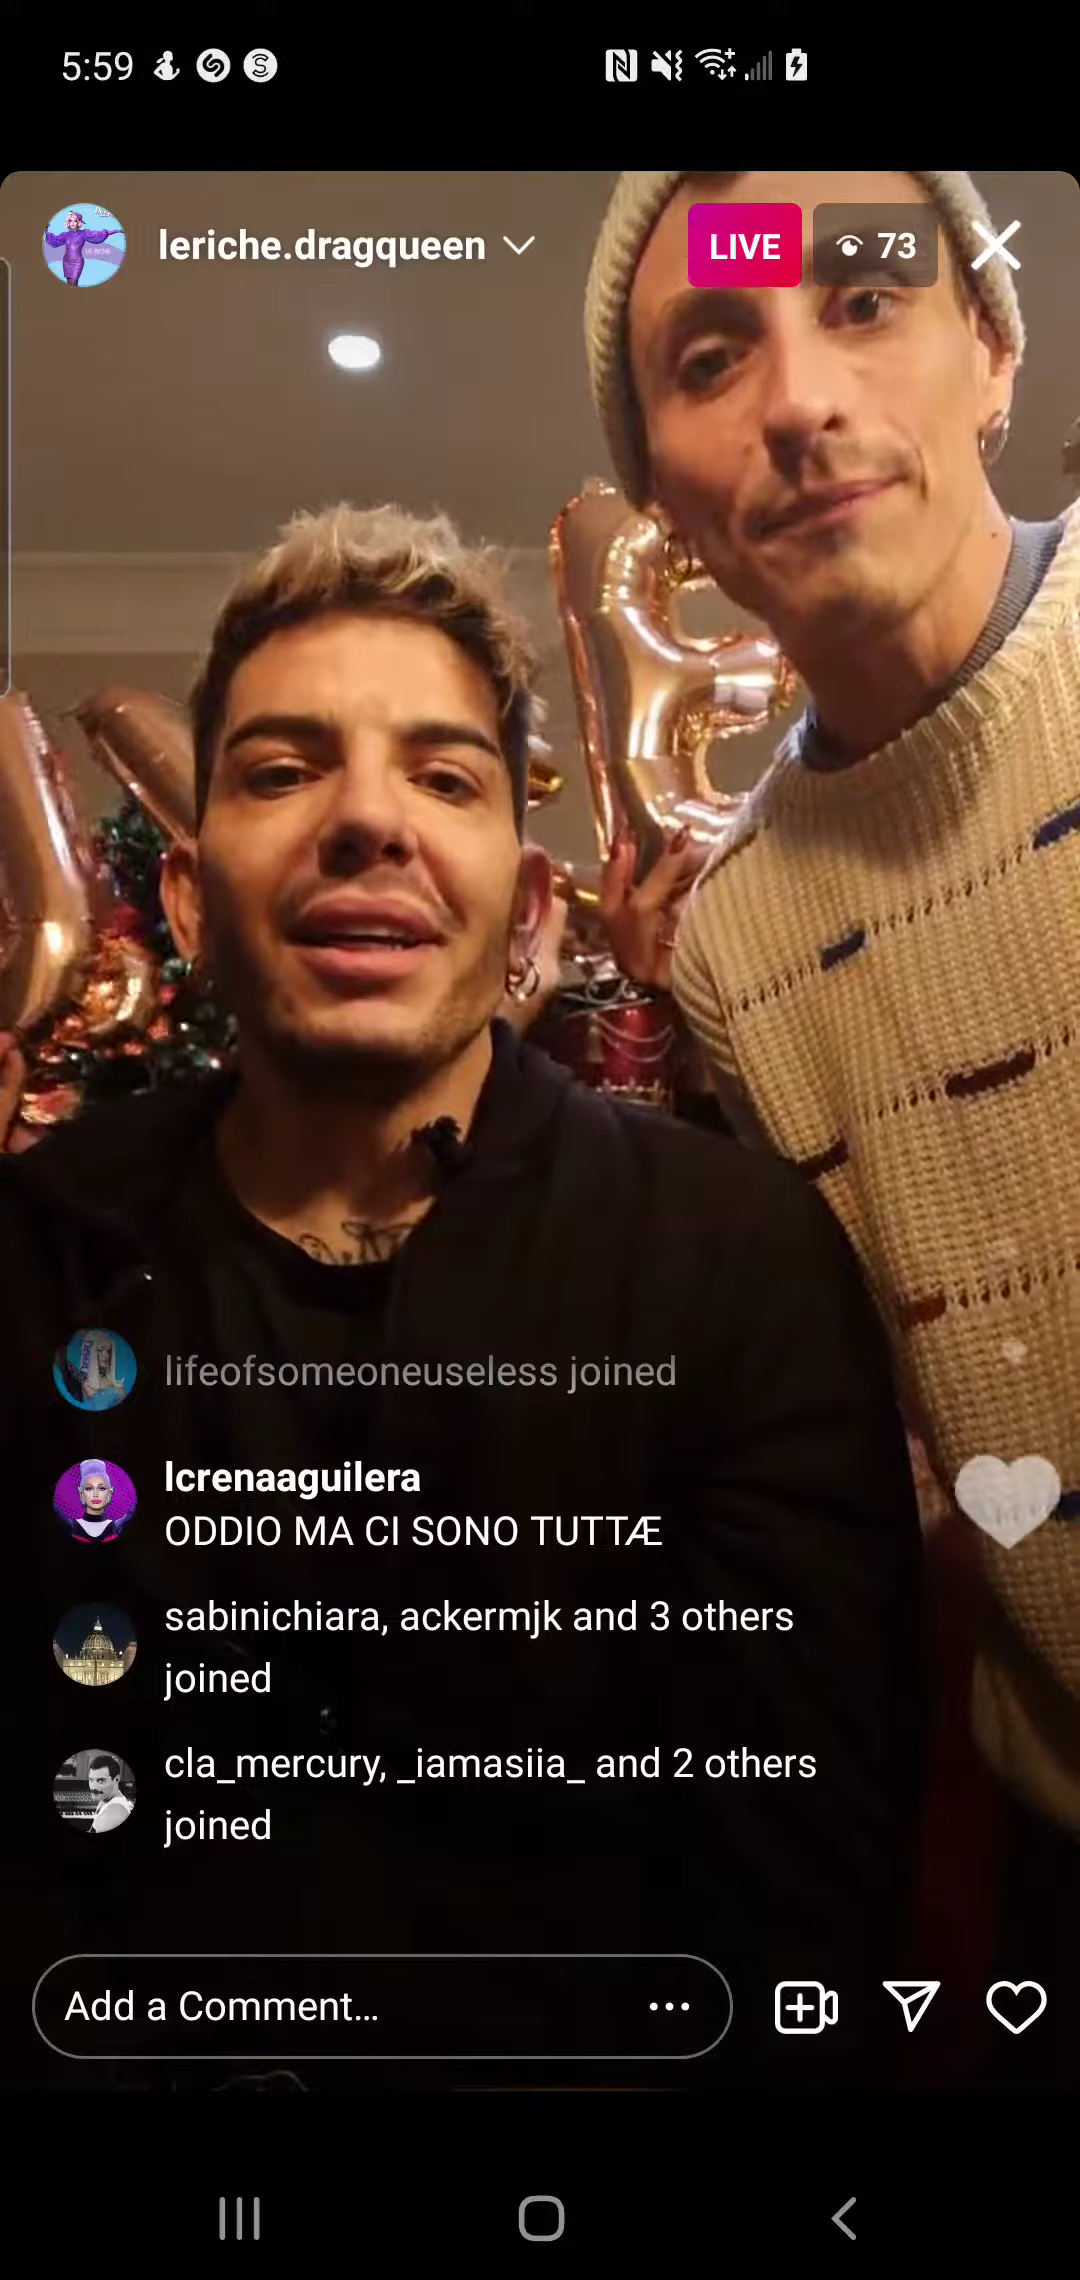 5:59
leriche.dragqueen
LIVE
73
lifeofsomeoneuseless joined
lcrenaaguilera
ODDIO MA CI SONO TUTTÆ
sabinichiara, ackermjk and 3 others
joined
cla_mercury, _iamasiia_ and 2 others
joined
Add a Comment...